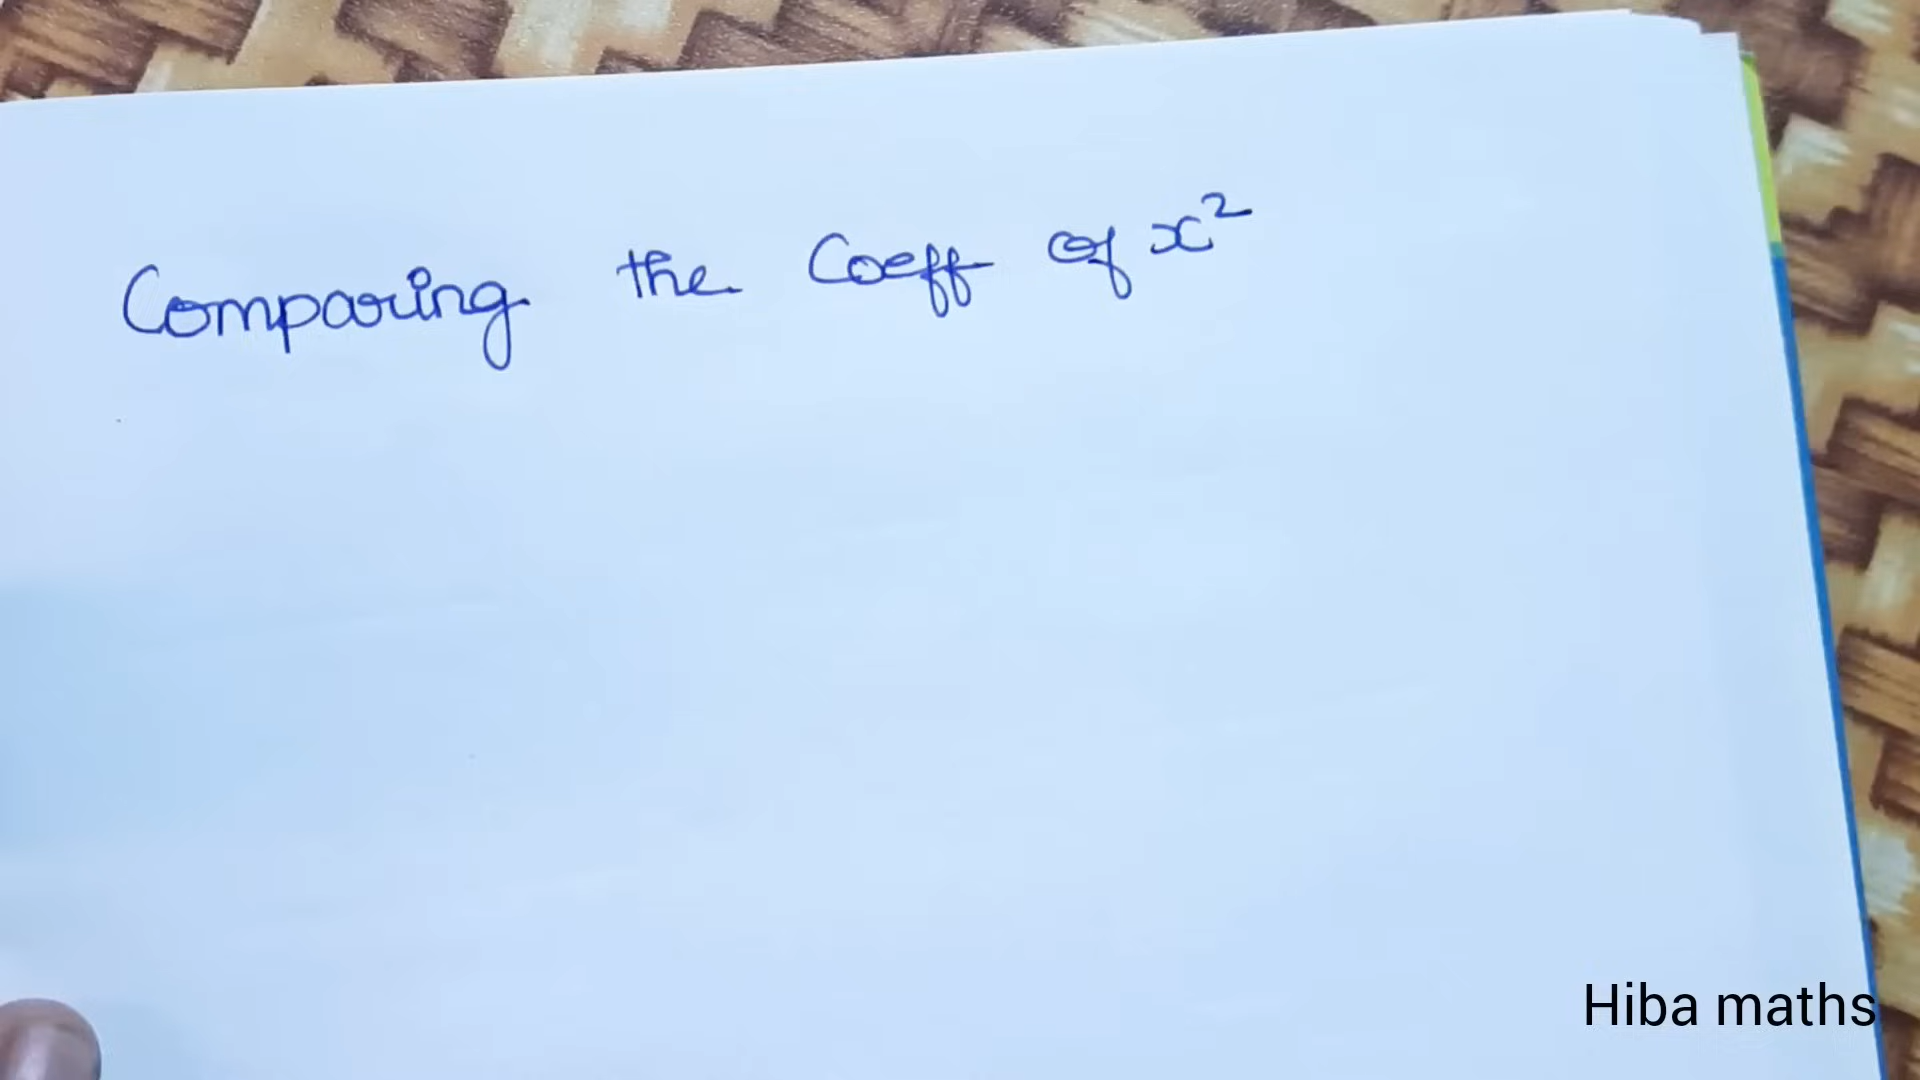 Comparing the Coeff of x²
Hiba maths